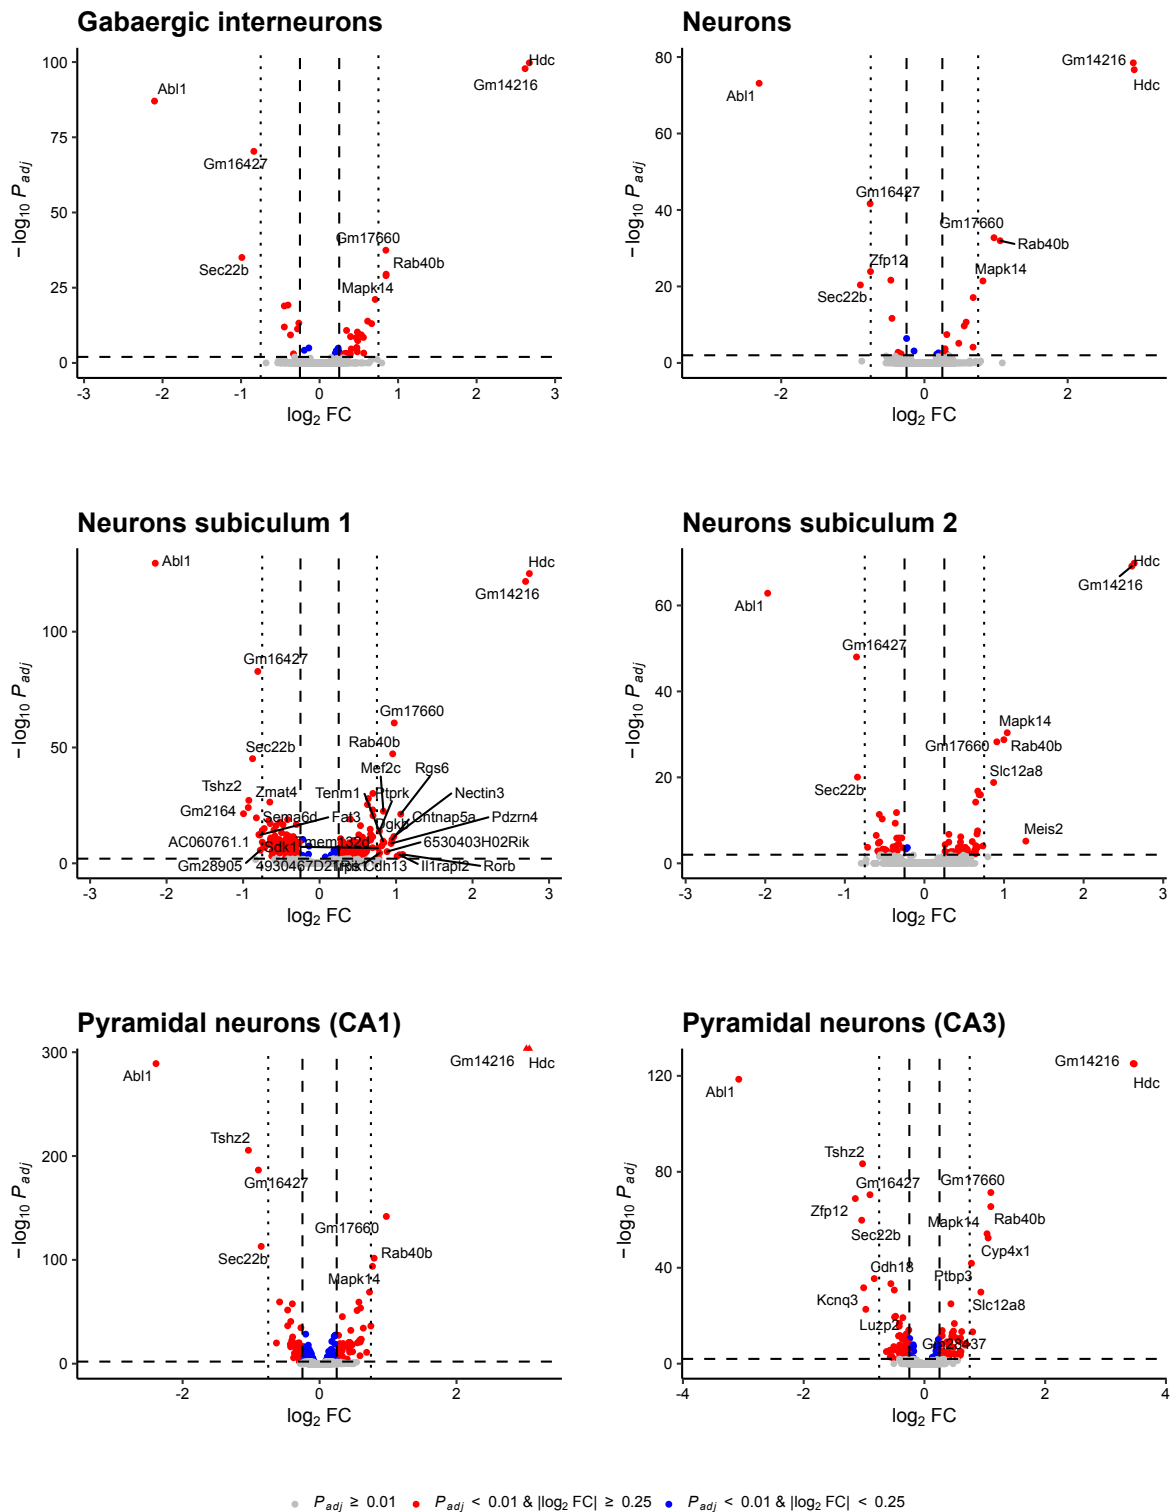 Gabaergic interneurons
Neurons
−log10 Padj
100
75
50
25
0
Abl1
Hdc
Gm14216
Gm16427
Sec22b
Gm17660
Rab40b
Mapk14
-3 -2 -1 0 1 2 3
log2 FC
−log10 Padj
80
60
40
20
0
Gm14216
Hdc
Abl1
Gm16427
Gm17660
Rab40b
Zfp12
Mapk14
Sec22b
-2 0 2
log2 FC
Neurons subiculum 1
Neurons subiculum 2
−log10 Padj
100
50
0
Abl1
Hdc
Gm14216
Gm16427
Gm17660
Sec22b
Rab40b
Mef2c
Rgs6
Tshz2
Zmat4
Tenm1
Ptprk
Nectin3
Gm2164
Sema6d
Fat3
Dgkb
Cntnap5a
Pdzrn4
AC060761.1
Sdk1
Tmem132d
6530403H02Rik
Gm28905
4930467D21Rik
Cdh13
Il1rapl2
Rorb
-3 -2 -1 0 1 2 3
log2 FC
−log10 Padj
60
40
20
0
Hdc
Gm14216
Abl1
Gm16427
Mapk14
Gm17660
Rab40b
Slc12a8
Sec22b
Meis2
-3 -2 -1 0 1 2 3
log2 FC
Pyramidal neurons (CA1)
Pyramidal neurons (CA3)
−log10 Padj
300
200
100
0
Gm14216
Hdc
Abl1
Tshz2
Gm16427
Gm17660
Sec22b
Rab40b
Mapk14
-2 0 2
log2 FC
−log10 Padj
120
80
40
0
Gm14216
Hdc
Abl1
Tshz2
Gm16427
Gm17660
Zfp12
Mapk14
Rab40b
Sec22b
Cyp4x1
Cdh18
Ptbp3
Kcnq3
Slc12a8
Luzp2
Gm28437
-4 -2 0 2 4
log2 FC
Padj ≥ 0.01 Padj < 0.01 & |log2 FC| ≥ 0.25 Padj < 0.01 & |log2 FC| < 0.25